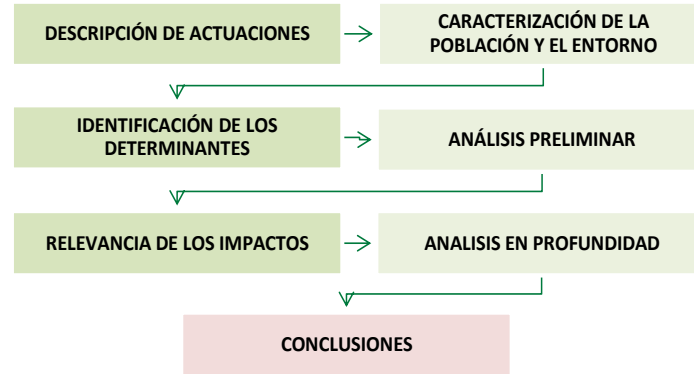 DESCRIPCIÓN DE ACTUACIONES
CARACTERIZACIÓN DE LA
POBLACIÓN Y EL ENTORNO
IDENTIFICACIÓN DE LOS
DETERMINANTES
ANÁLISIS PRELIMINAR
RELEVANCIA DE LOS IMPACTOS
ANALISIS EN PROFUNDIDAD
CONCLUSIONES